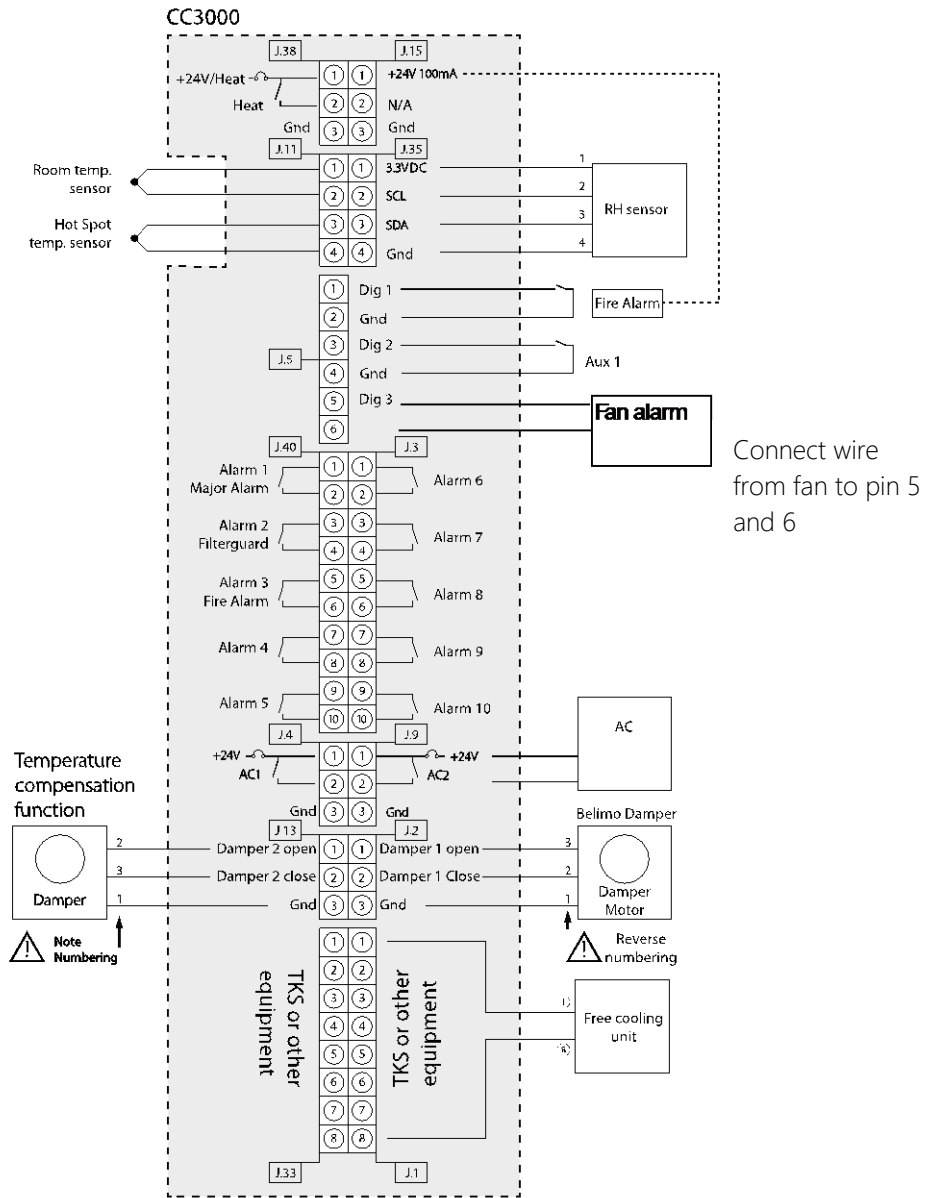 CC3000
J.38
J.15
+24V/Heat 1 1 +24V 100mA
Heat 2 2 N/A
Gnd 3 3 Gnd
J.11
J.35
Room temp.
sensor
1 1 3.3VDC 1
2 2 SCL 2
RH sensor
Hot Spot
temp. sensor
3 3 SDA 3
4 4 Gnd 4
1 Dig 1
Fire Alarm
2 Gnd
3 Dig 2
J.5
Aux 1
4 Gnd
5 Dig 3
Fan alarm
6
Connect wire
from fan to pin 5
and 6
J.40
J.3
Alarm 1
Major Alarm
1 1
2 2
Alarm 6
Alarm 2
Filterguard
3 3
4 4
Alarm 7
Alarm 3
Fire Alarm
5 5
6 6
Alarm 8
Alarm 4
7 7
8 8
Alarm 9
Alarm 5
9 9
10 10
Alarm 10
J.4
J.9
+24V 1 1 +24V
AC1 2 2 AC2
Gnd 3 3 Gnd
AC
Temperature
compensation
function
J.13
J.2
Belimo Damper
2 Damper 2 open 1 1 Damper 1 open 3
3 Damper 2 close 2 2 Damper 1 Close 2
1 Gnd 3 3 Gnd 1
Damper
Damper
Motor
Note
Numbering
Reverse
numbering
TKS or other
equipment
1 1
2 2
3 3
4 4
5 5
6 6
7 7
8 8
TKS or other
equipment
1)
8)
Free cooling
unit
J.33
J.1